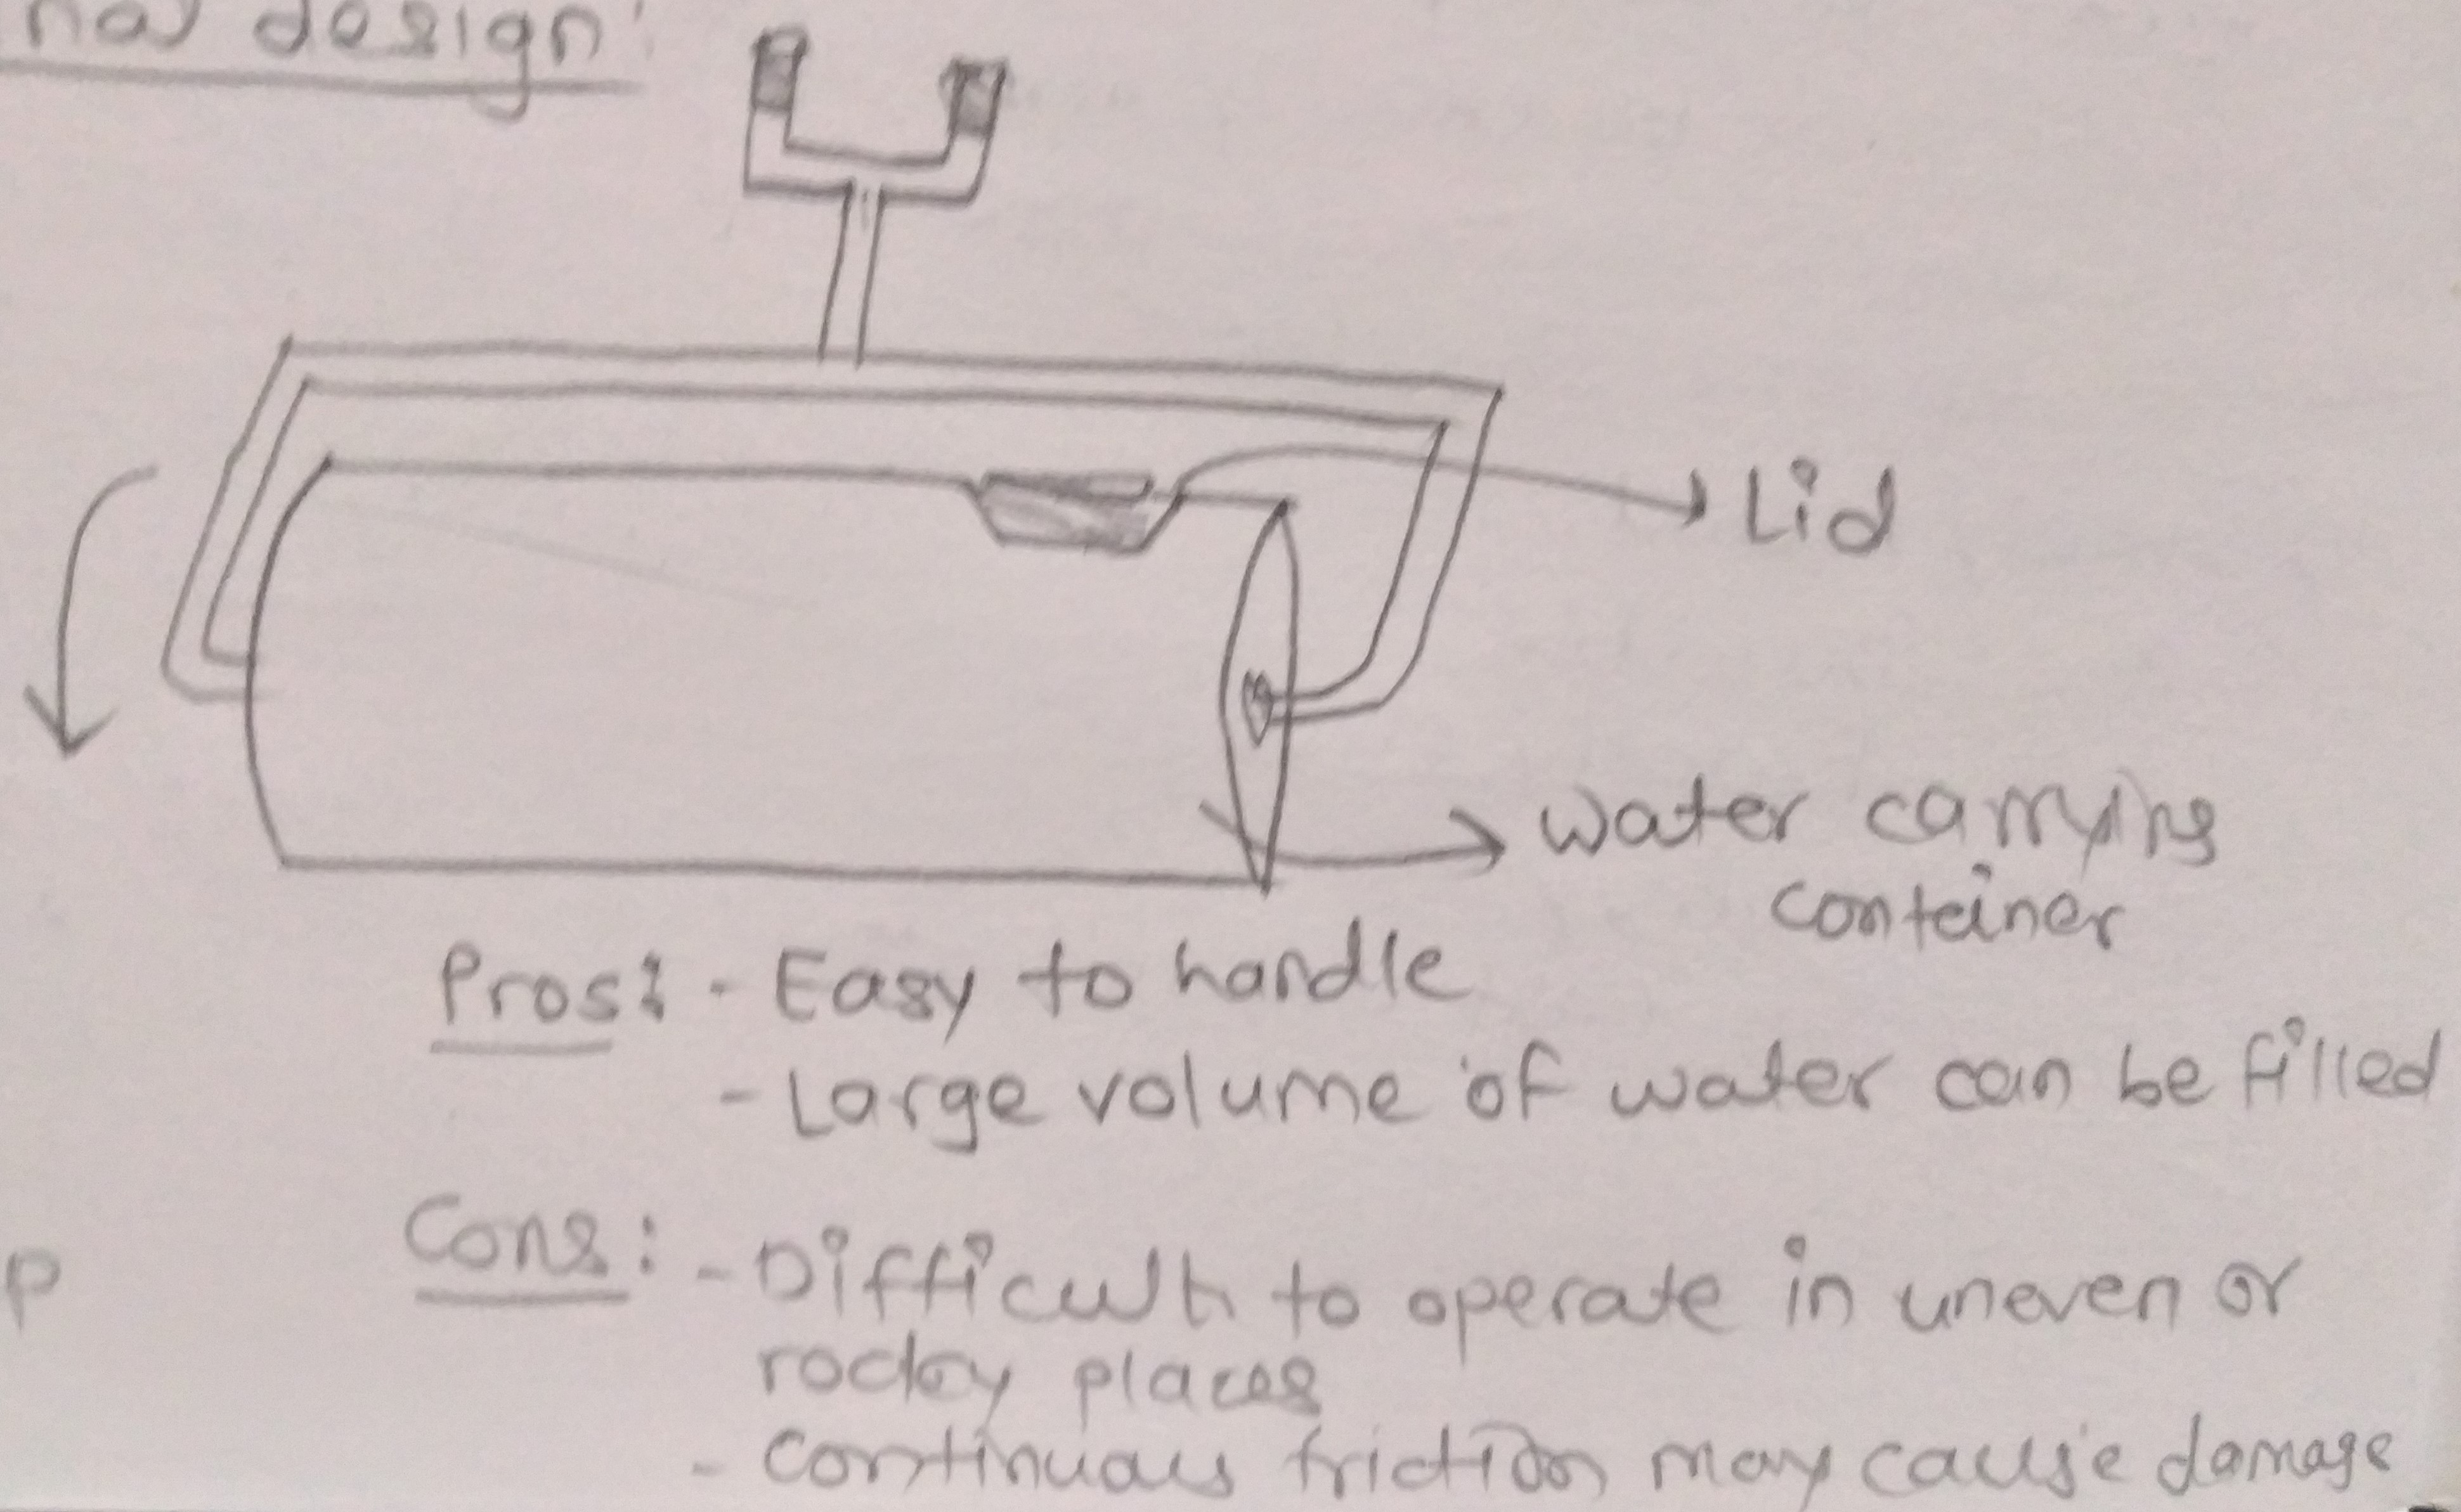 nal design:
Lid
Water carrying
container
Pros: - Easy to handle
- Large volume of water can be filled
Cons: - Difficult to operate in uneven or
P
rocky places
- Continuous friction may cause damage